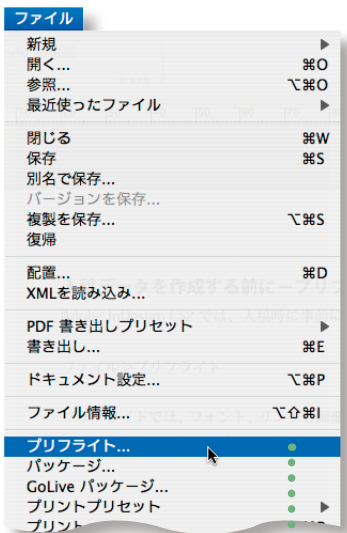 ファイル
新規
開く... ⌘O
参照... ⌥⌘O
最近使ったファイル
閉じる ⌘W
保存 ⌘S
別名で保存...
バージョンを保存...
複製を保存... ⌥⌘S
復帰
配置... ⌘D
XMLを読み込み...
PDF 書き出しプリセット
書き出し... ⌘E
ドキュメント設定... ⌥⌘P
ファイル情報... ⌥⇧⌘I
プリフライト...
パッケージ...
GoLive パッケージ...
プリントプリセット
プリント